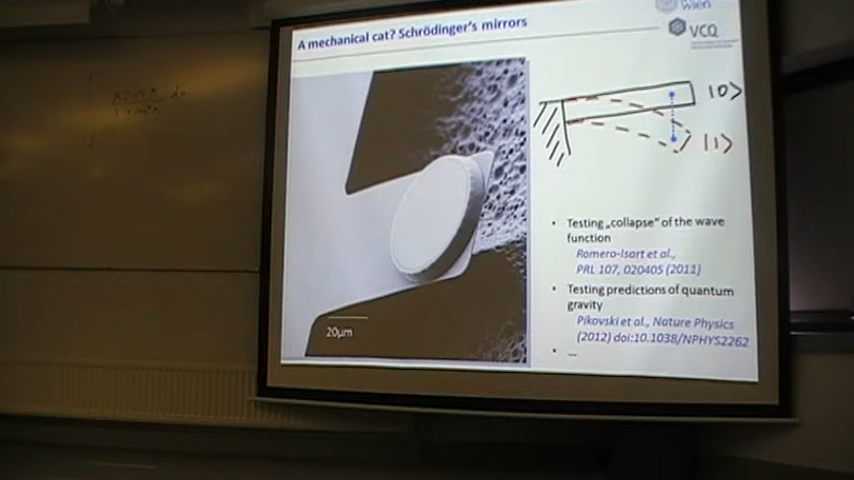 A mechanical cat? Schrödinger's mirrors
wien
VCQ
|0>
|1>
20µm
• Testing „collapse" of the wave
function
Romero-Isart et al.,
PRL 107, 020405 (2011)
• Testing predictions of quantum
gravity
Pikovski et al., Nature Physics
(2012) doi:10.1038/NPHYS2262
• ...